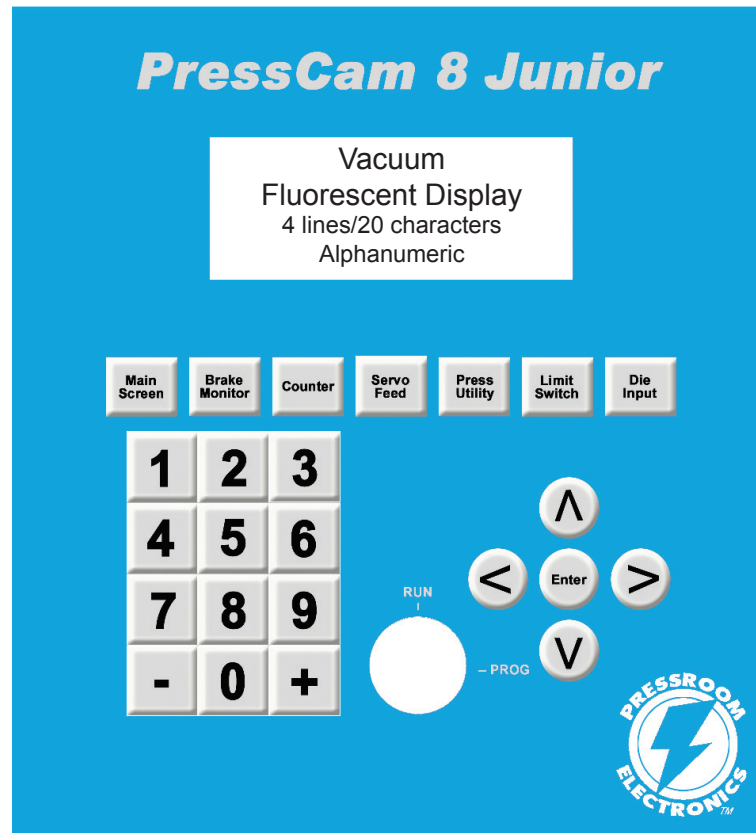 PressCam 8 Junior
Vacuum
Fluorescent Display
4 lines/20 characters
Alphanumeric
Main Screen
Brake Monitor
Counter
Servo Feed
Press Utility
Limit Switch
Die Input
1 2 3
4 5 6
7 8 9
- 0 +
Λ
< Enter >
V
RUN
– PROG
PRESSROOM
ELECTRONICS
TM